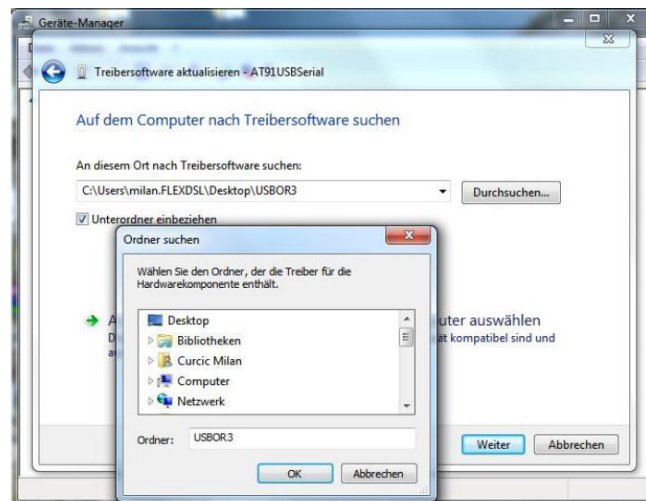 Geräte-Manager
Treibersoftware aktualisieren - AT91USBSerial
Auf dem Computer nach Treibersoftware suchen
An diesem Ort nach Treibersoftware suchen:
C:\Users\milan.FLEXDSL\Desktop\USBOR3
Durchsuchen...
Unterordner einbeziehen
Ordner suchen
Wählen Sie den Ordner, der die Treiber für die
Hardwarekomponente enthält.
Desktop
Bibliotheken
Curcic Milan
Computer
Netzwerk
uter auswählen
ät kompatibel sind und
Ordner: USBOR3
OK
Abbrechen
Weiter
Abbrechen